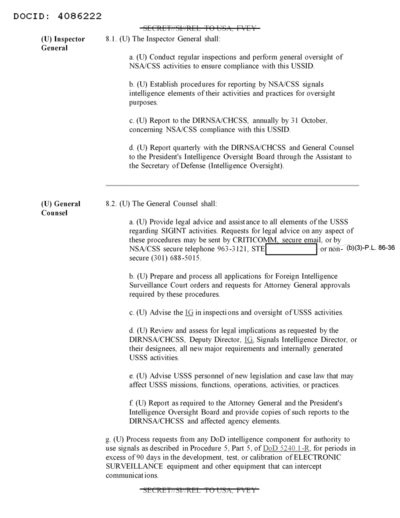 DOCID: 4086222
SECRET//SI//REL TO USA, FVEY
(U) Inspector
General
8.1. (U) The Inspector General shall:
a. (U) Conduct regular inspections and perform general oversight of
NSA/CSS activities to ensure compliance with this USSID.
b. (U) Establish procedures for reporting by NSA/CSS signals
intelligence elements of their activities and practices for oversight
purposes.
c. (U) Report to the DIRNSA/CHCSS, annually by 31 October,
concerning NSA/CSS compliance with this USSID.
d. (U) Report quarterly with the DIRNSA/CHCSS and General Counsel
to the President's Intelligence Oversight Board through the Assistant to
the Secretary of Defense (Intelligence Oversight).
(U) General
Counsel
8.2. (U) The General Counsel shall:
a. (U) Provide legal advice and assistance to all elements of the USSS
regarding SIGINT activities. Requests for legal advice on any aspect of
these procedures may be sent by CRITICOMM, secure email, or by
NSA/CSS secure telephone 963-3121, STE or non- (b)(3)-P.L. 86-36
secure (301) 688-5015.
b. (U) Prepare and process all applications for Foreign Intelligence
Surveillance Court orders and requests for Attorney General approvals
required by these procedures.
c. (U) Advise the IG in inspections and oversight of USSS activities.
d. (U) Review and assess for legal implications as requested by the
DIRNSA/CHCSS, Deputy Director, IG, Signals Intelligence Director, or
their designees, all new major requirements and internally generated
USSS activities.
e. (U) Advise USSS personnel of new legislation and case law that may
affect USSS missions, functions, operations, activities, or practices.
f. (U) Report as required to the Attorney General and the President's
Intelligence Oversight Board and provide copies of such reports to the
DIRNSA/CHCSS and affected agency elements.
g. (U) Process requests from any DoD intelligence component for authority to
use signals as described in Procedure 5, Part 5, of DoD 5240.1-R, for periods in
excess of 90 days in the development, test, or calibration of ELECTRONIC
SURVEILLANCE equipment and other equipment that can intercept
communications.
SECRET//SI//REL TO USA, FVEY